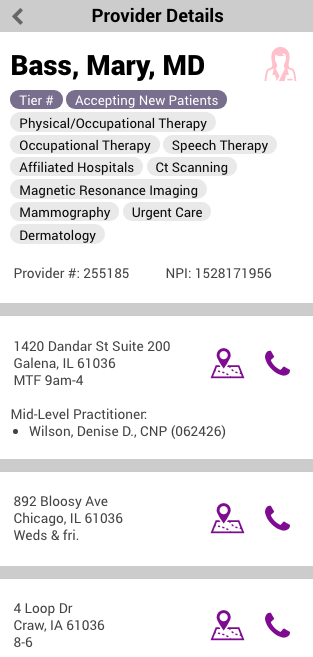 Provider Details
Bass, Mary, MD
Tier # Accepting New Patients
Physical/Occupational Therapy
Occupational Therapy Speech Therapy
Affiliated Hospitals Ct Scanning
Magnetic Resonance Imaging
Mammography Urgent Care
Dermatology
Provider #: 255185 NPI: 1528171956
1420 Dandar St Suite 200
Galena, IL 61036
MTF 9am-4
Mid-Level Practitioner:
• Wilson, Denise D., CNP (062426)
892 Bloosy Ave
Chicago, IL 61036
Weds & fri.
4 Loop Dr
Craw, IA 61036
8-6